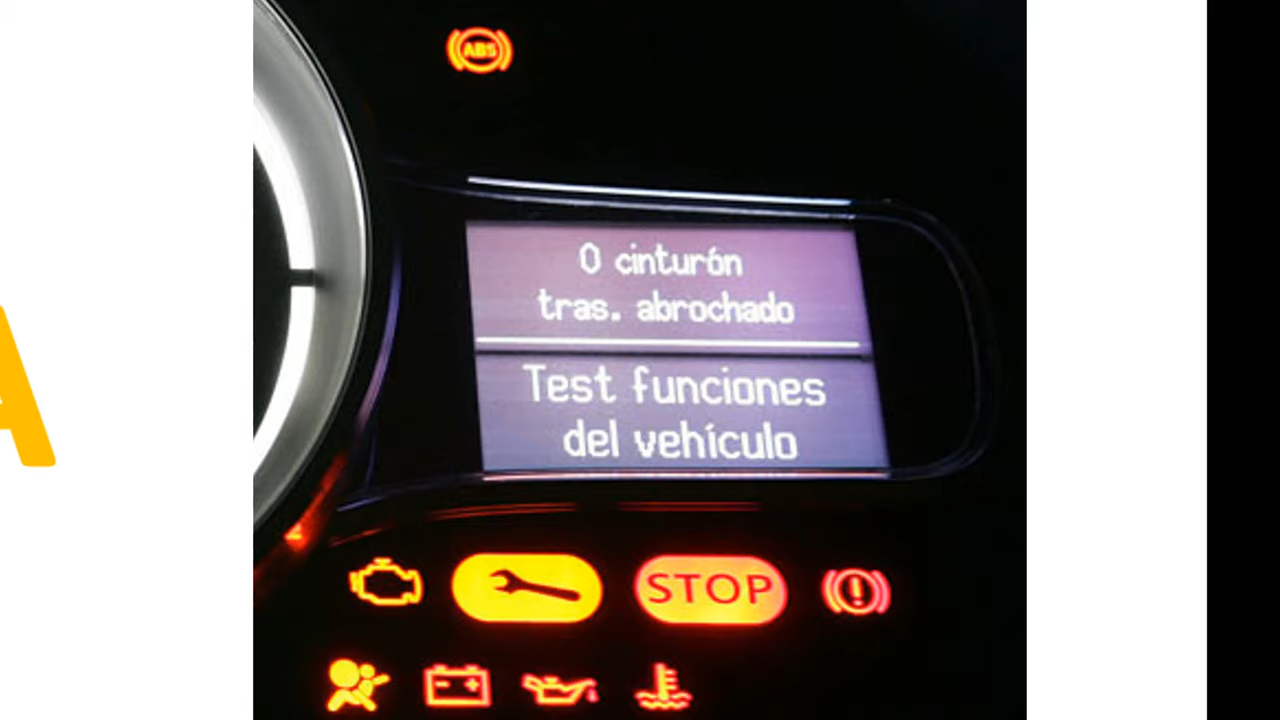 ABS
0 cinturón
tras. abrochado
Test funciones
del vehículo
STOP
A